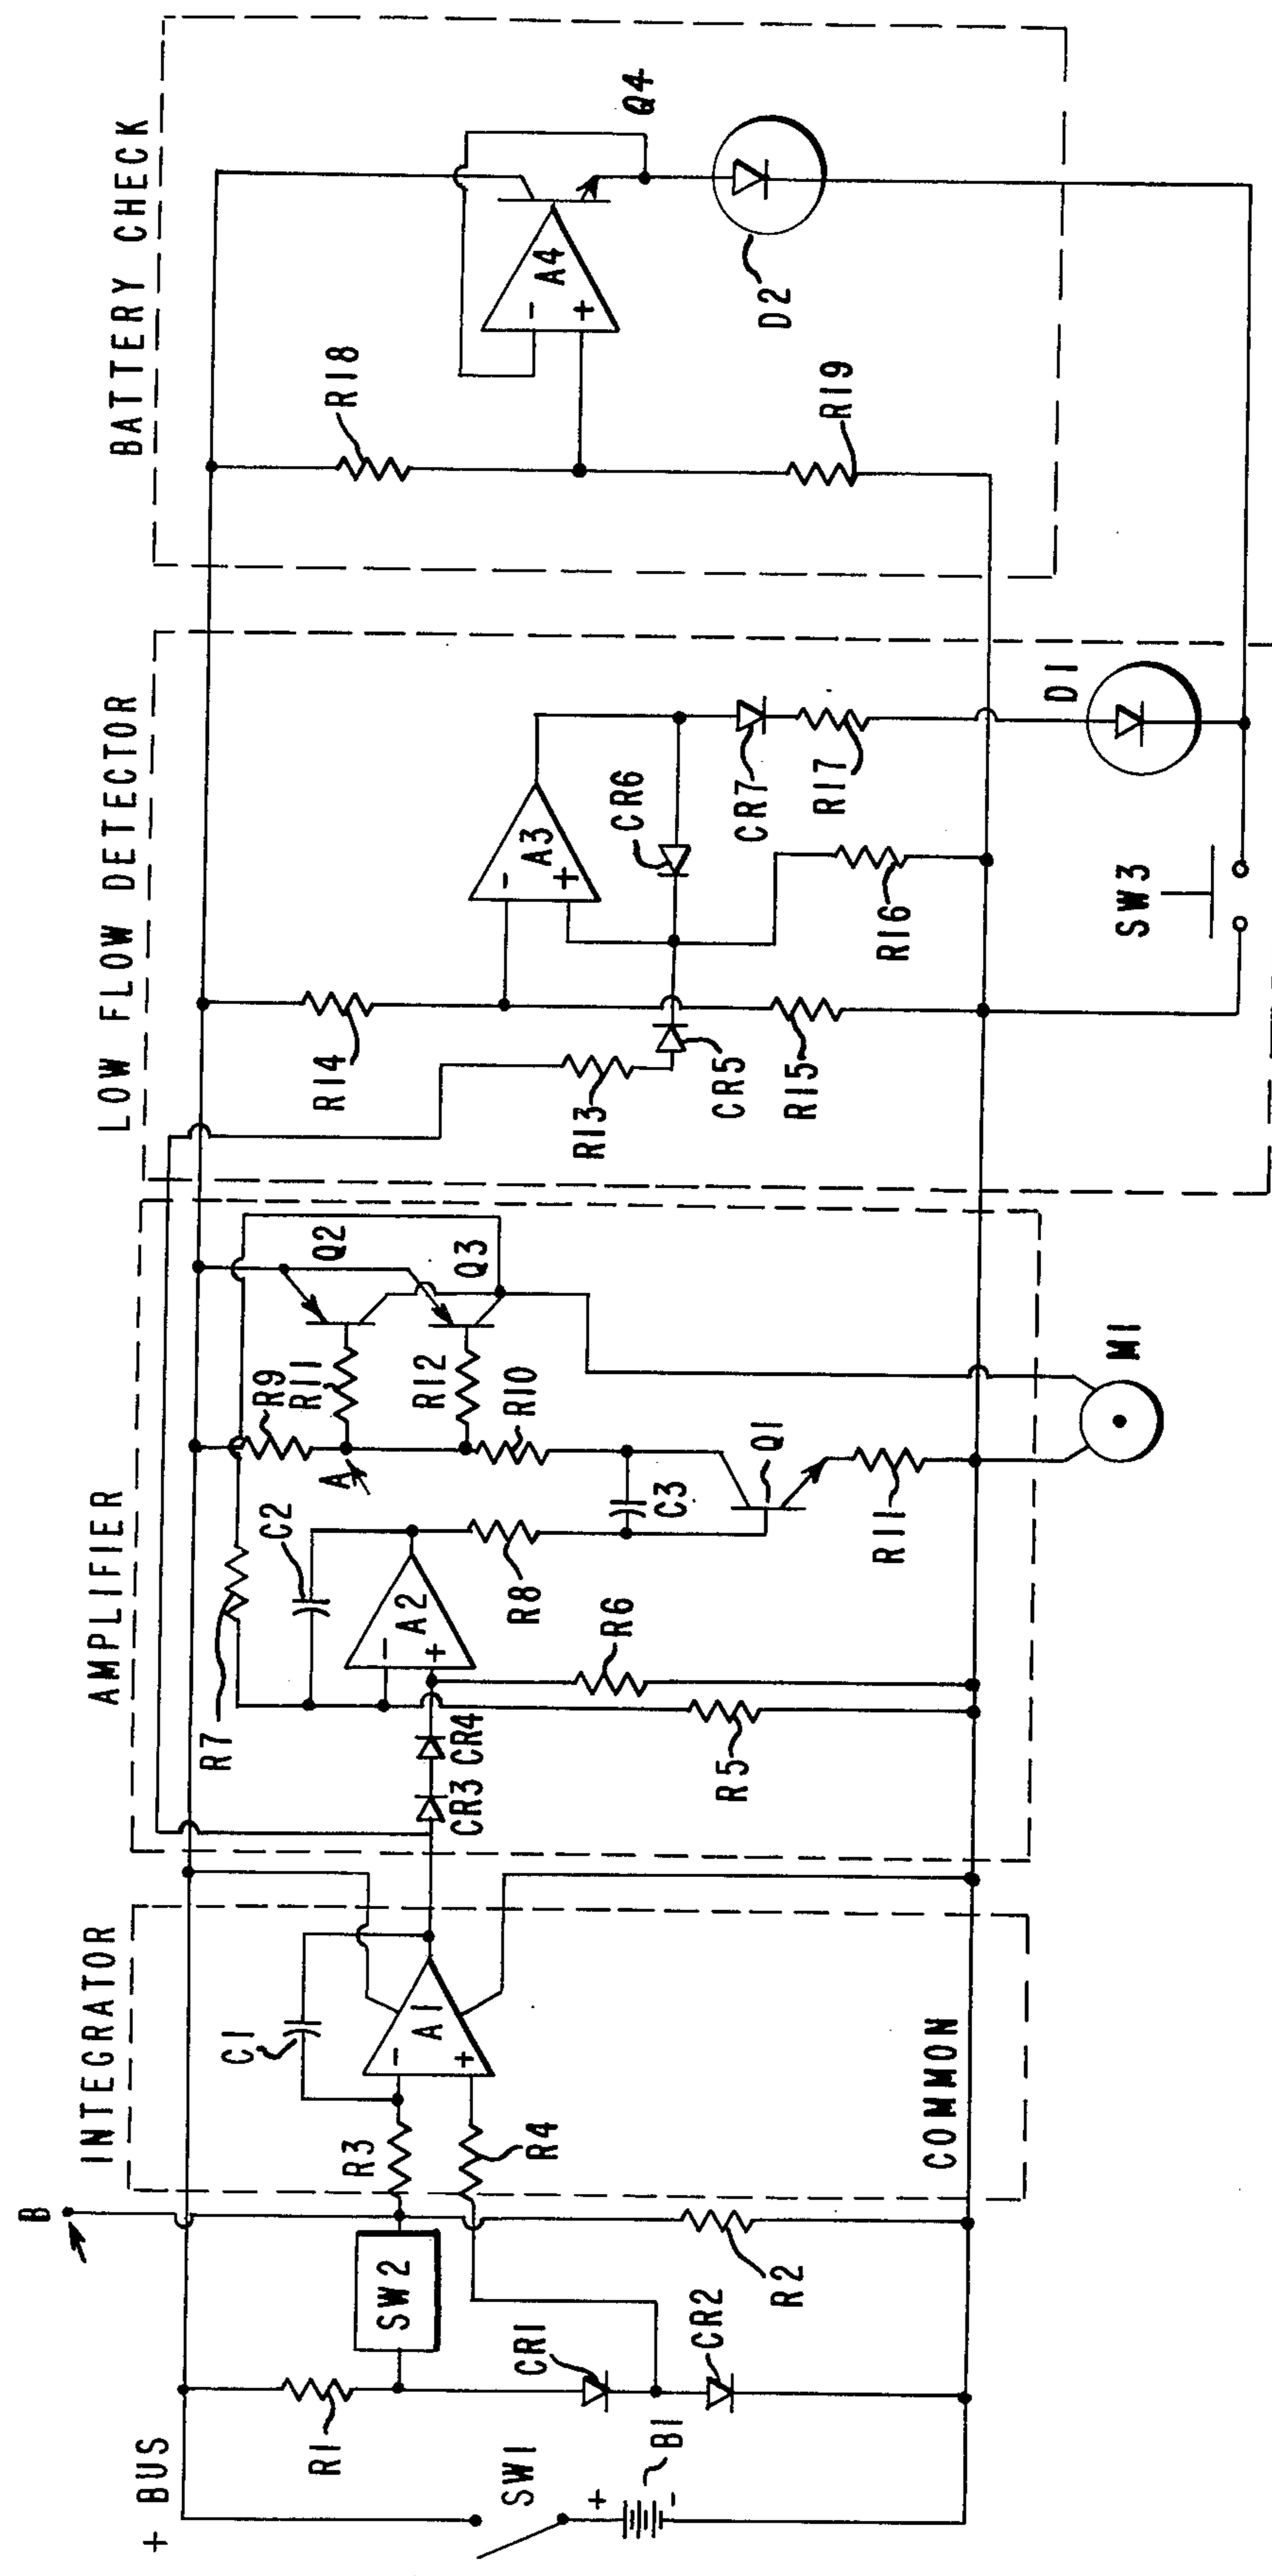 + BUS
SW1
+
-
B1
R1
CR1
CR2
SW2
R2
B
INTEGRATOR
R3
R4
C1
-
+
A1
COMMON
AMPLIFIER
CR3
CR4
R7
C2
-
+
A2
R5
R6
R8
C3
A
R9
R11
R12
R10
Q1
R11
Q2
Q3
M1
LOW FLOW DETECTOR
R13
CR5
R14
R15
-
+
A3
CR6
R16
CR7
R17
D1
SW3
BATTERY CHECK
R18
R19
-
+
A4
Q4
D2